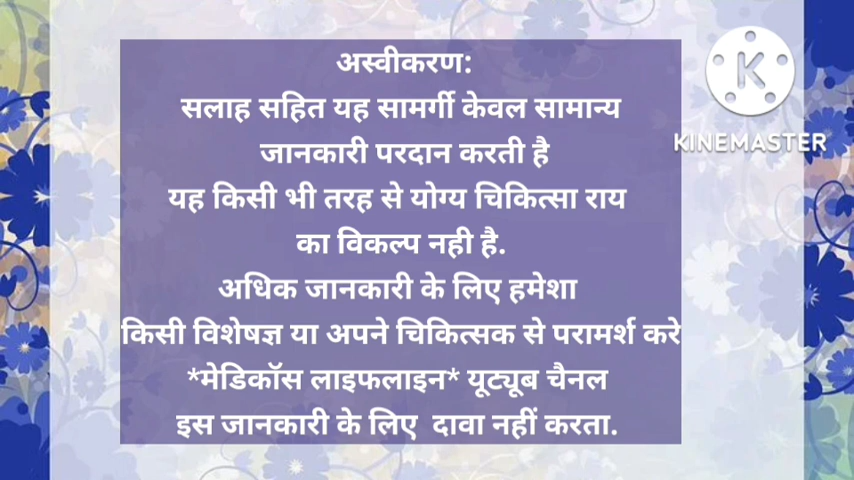 अस्वीकरण:
सलाह सहित यह सामर्गी केवल सामान्य
जानकारी परदान करती है
यह किसी भी तरह से योग्य चिकित्सा राय
का विकल्प नही है.
अधिक जानकारी के लिए हमेशा
किसी विशेषज्ञ या अपने चिकित्सक से परामर्श करे
*मेडिकॉस लाइफलाइन* यूट्यूब चैनल
इस जानकारी के लिए दावा नहीं करता.
K
KINEMASTER